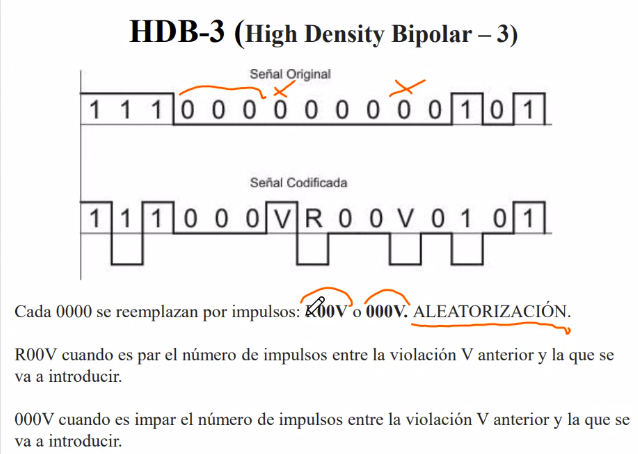 HDB-3 (High Density Bipolar – 3)
Señal Original
1 1 1 0 0 0 0 0 0 0 0 0 1 0 1
Señal Codificada
1 1 1 0 0 0 V R 0 0 V 0 1 0 1
Cada 0000 se reemplazan por impulsos: R00V o 000V. ALEATORIZACIÓN.
R00V cuando es par el número de impulsos entre la violación V anterior y la que se
va a introducir.
000V cuando es impar el número de impulsos entre la violación V anterior y la que se
va a introducir.